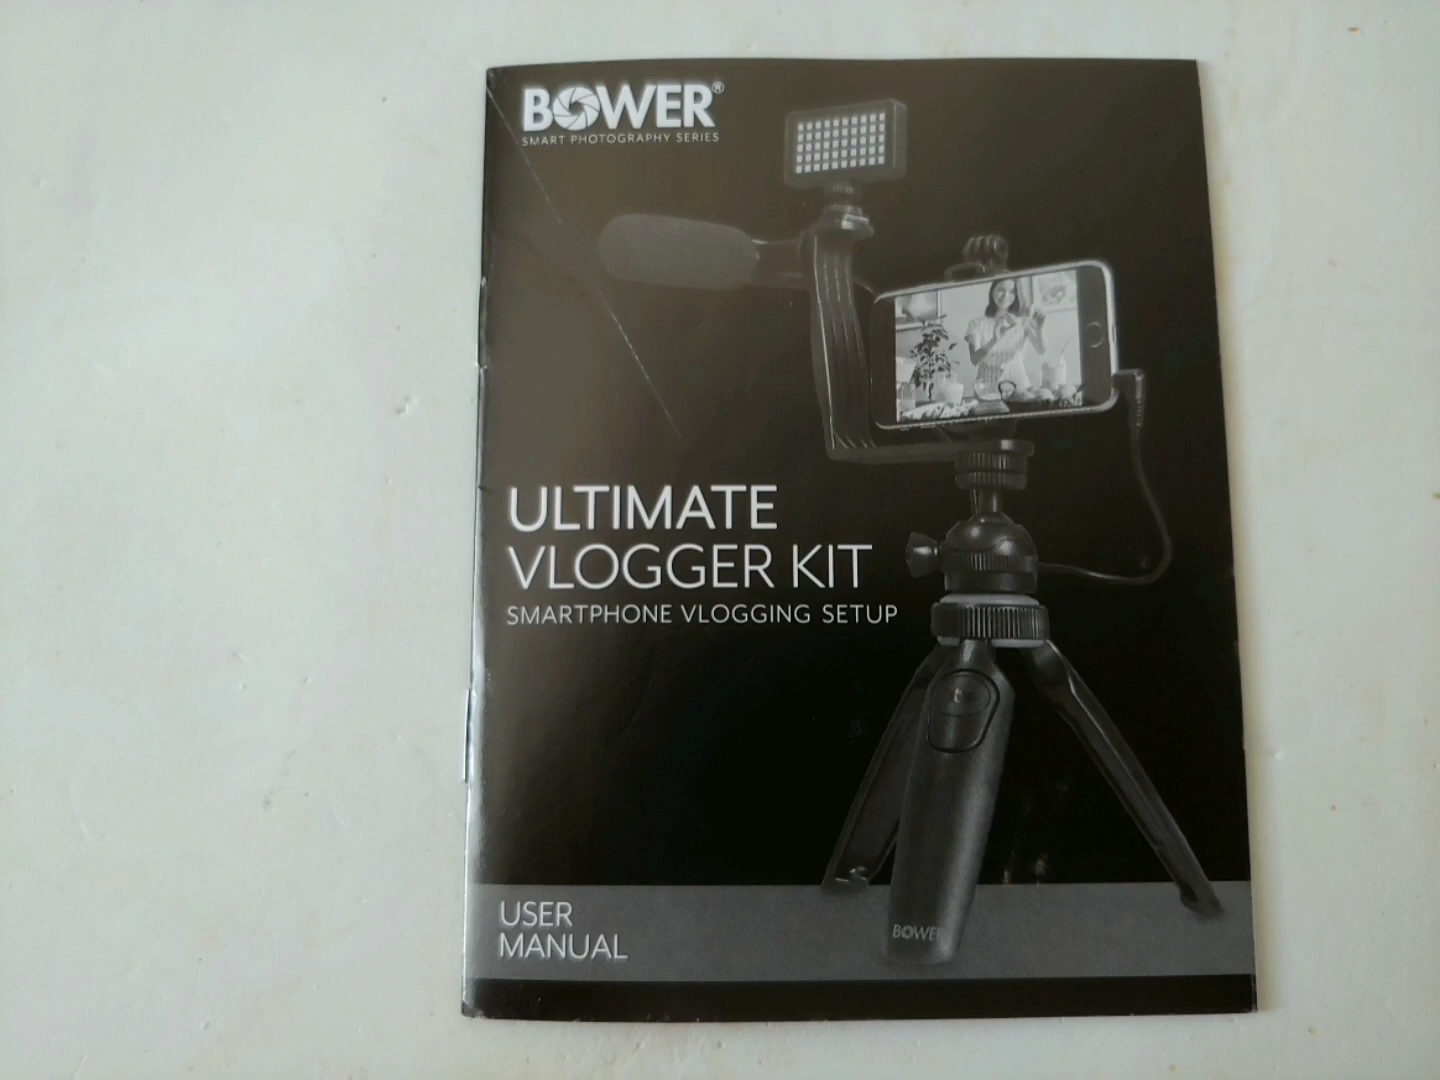 BOWER®
SMART PHOTOGRAPHY SERIES
ULTIMATE
VLOGGER KIT
SMARTPHONE VLOGGING SETUP
USER
MANUAL
BOWER